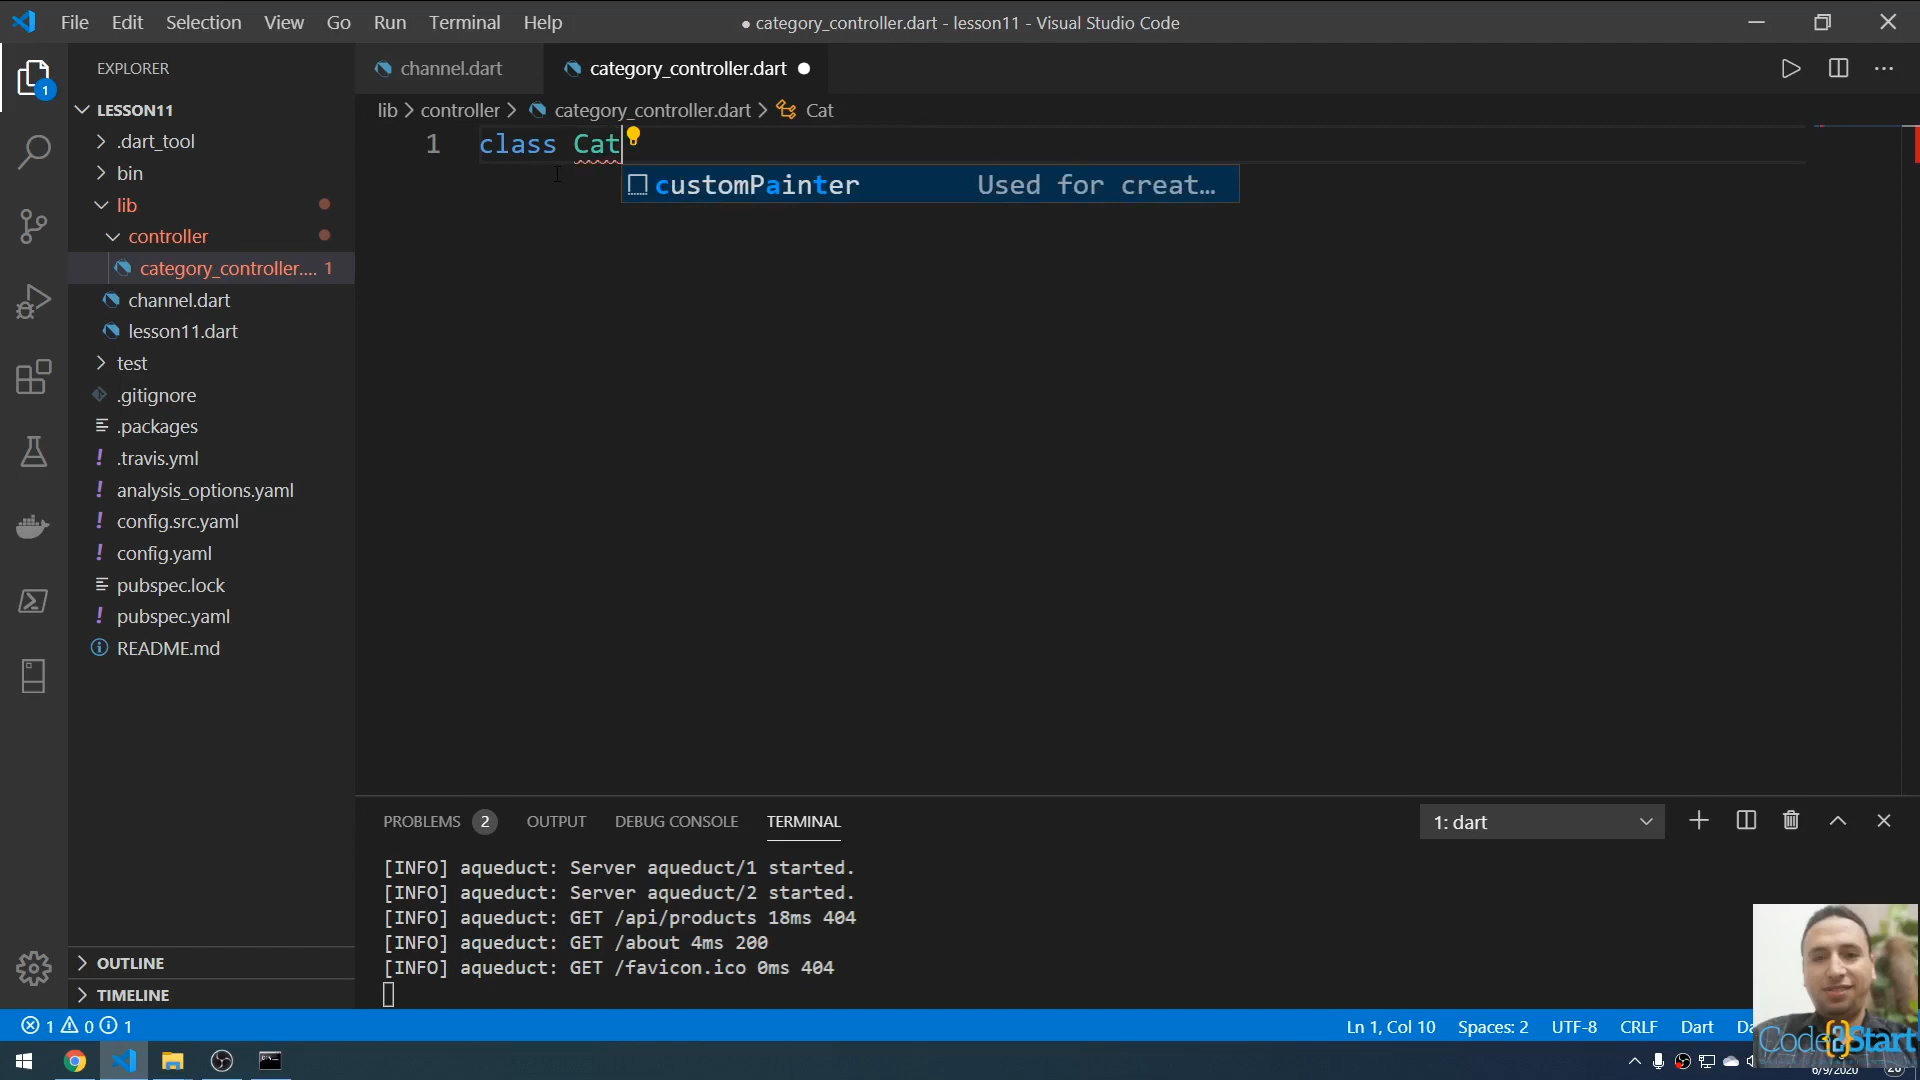 File Edit Selection View Go Run Terminal Help
● category_controller.dart - lesson11 - Visual Studio Code
EXPLORER
1
LESSON11
.dart_tool
bin
lib
controller
category_controller.... 1
channel.dart
lesson11.dart
test
.gitignore
.packages
.travis.yml
analysis_options.yaml
config.src.yaml
config.yaml
pubspec.lock
pubspec.yaml
README.md
OUTLINE
TIMELINE
channel.dart category_controller.dart
lib > controller > category_controller.dart > Cat
1 class Cat
customPainter Used for creat…
PROBLEMS 2 OUTPUT DEBUG CONSOLE TERMINAL
1: dart
[INFO] aqueduct: Server aqueduct/1 started.
[INFO] aqueduct: Server aqueduct/2 started.
[INFO] aqueduct: GET /api/products 18ms 404
[INFO] aqueduct: GET /about 4ms 200
[INFO] aqueduct: GET /favicon.ico 0ms 404
1 0 1
Ln 1, Col 10 Spaces: 2 UTF-8 CRLF Dart
Code2Start
6/9/2020